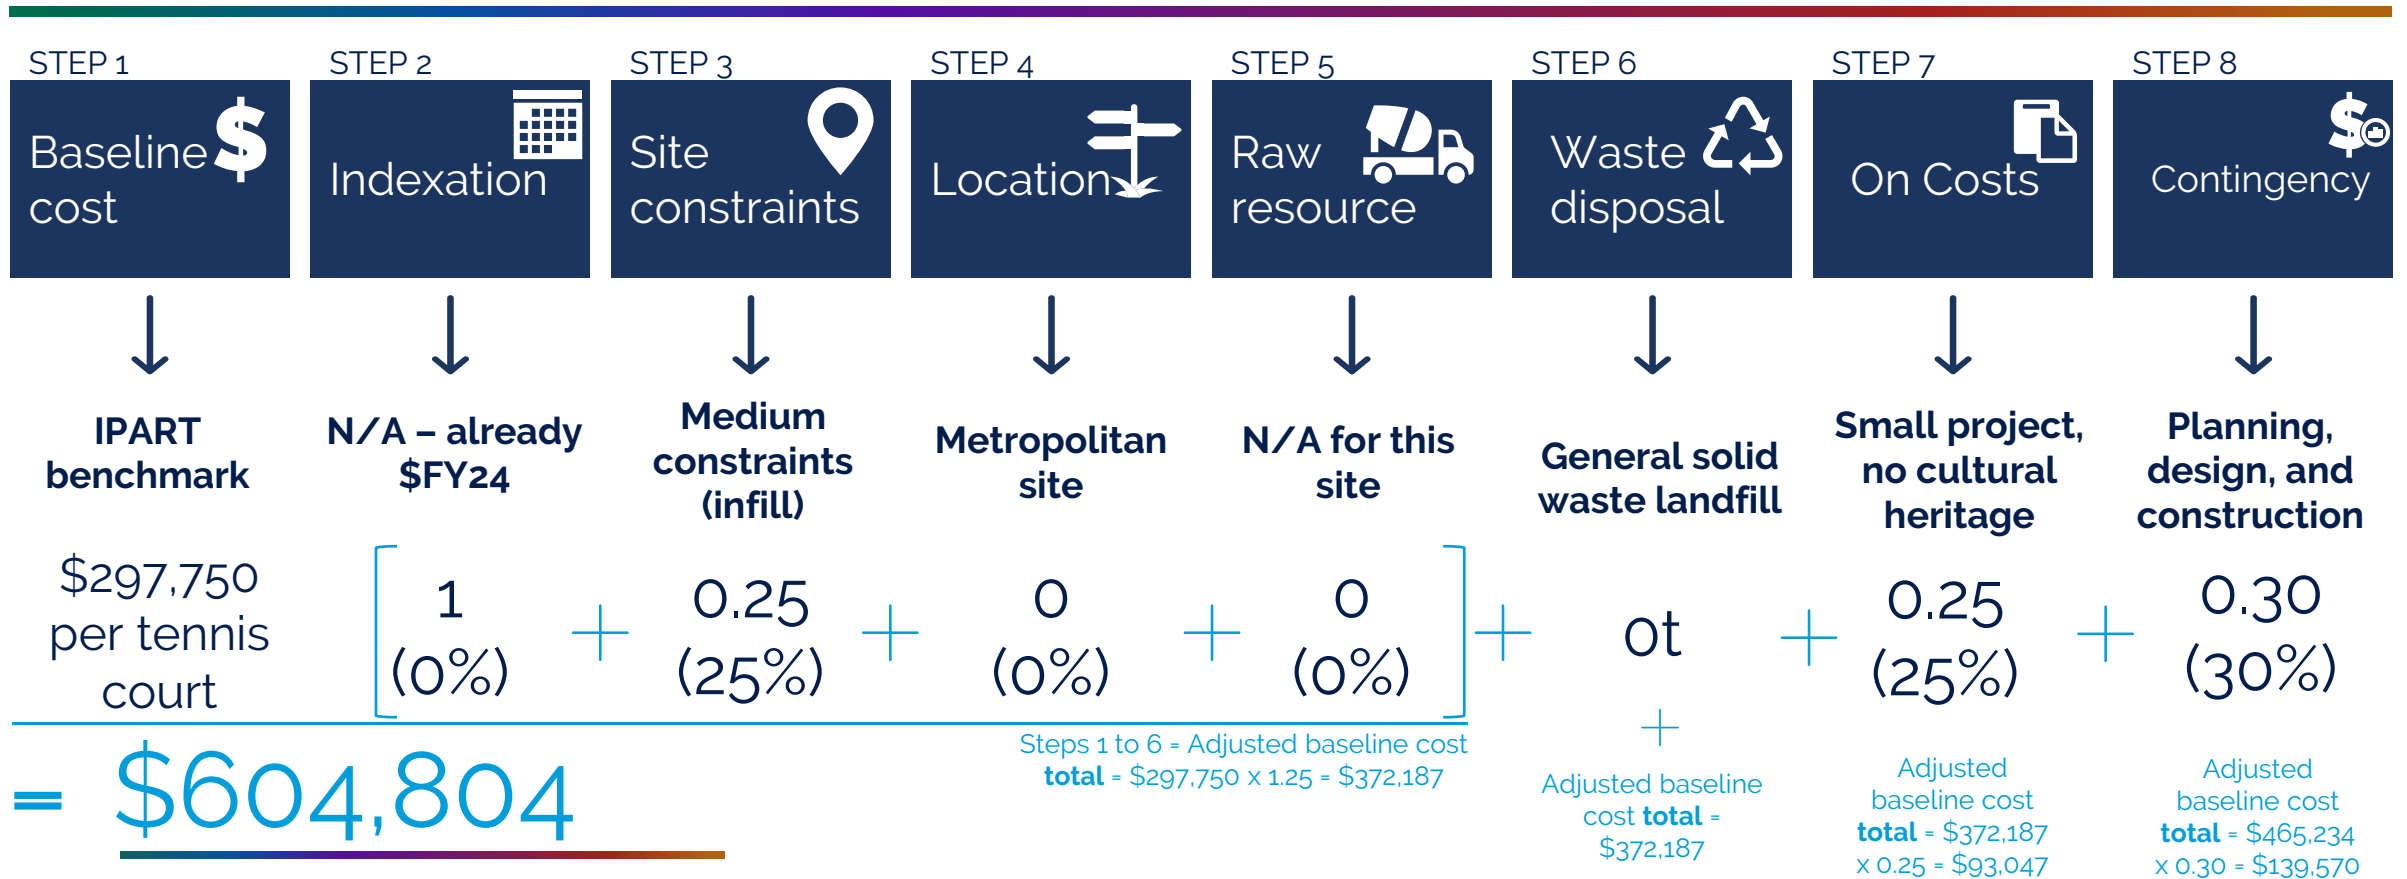 STEP 1
Baseline
cost
STEP 2
Indexation
STEP 3
Site
constraints
STEP 4
Location
STEP 5
Raw
resource
STEP 6
Waste
disposal
STEP 7
On Costs
STEP 8
Contingency
IPART
benchmark
N/A – already
$FY24
Medium
constraints
(infill)
Metropolitan
site
N/A for this
site
General solid
waste landfill
Small project,
no cultural
heritage
Planning,
design, and
construction
$297,750
per tennis
court
1
(0%)
+
0.25
(25%)
+
0
(0%)
+
0
(0%)
+
0t
+
0.25
(25%)
+
0.30
(30%)
= $604,804
Steps 1 to 6 = Adjusted baseline cost
total = $297,750 x 1.25 = $372,187
+
Adjusted baseline
cost total =
$372,187
Adjusted
baseline cost
total = $372,187
x 0.25 = $93,047
Adjusted
baseline cost
total = $465,234
x 0.30 = $139,570